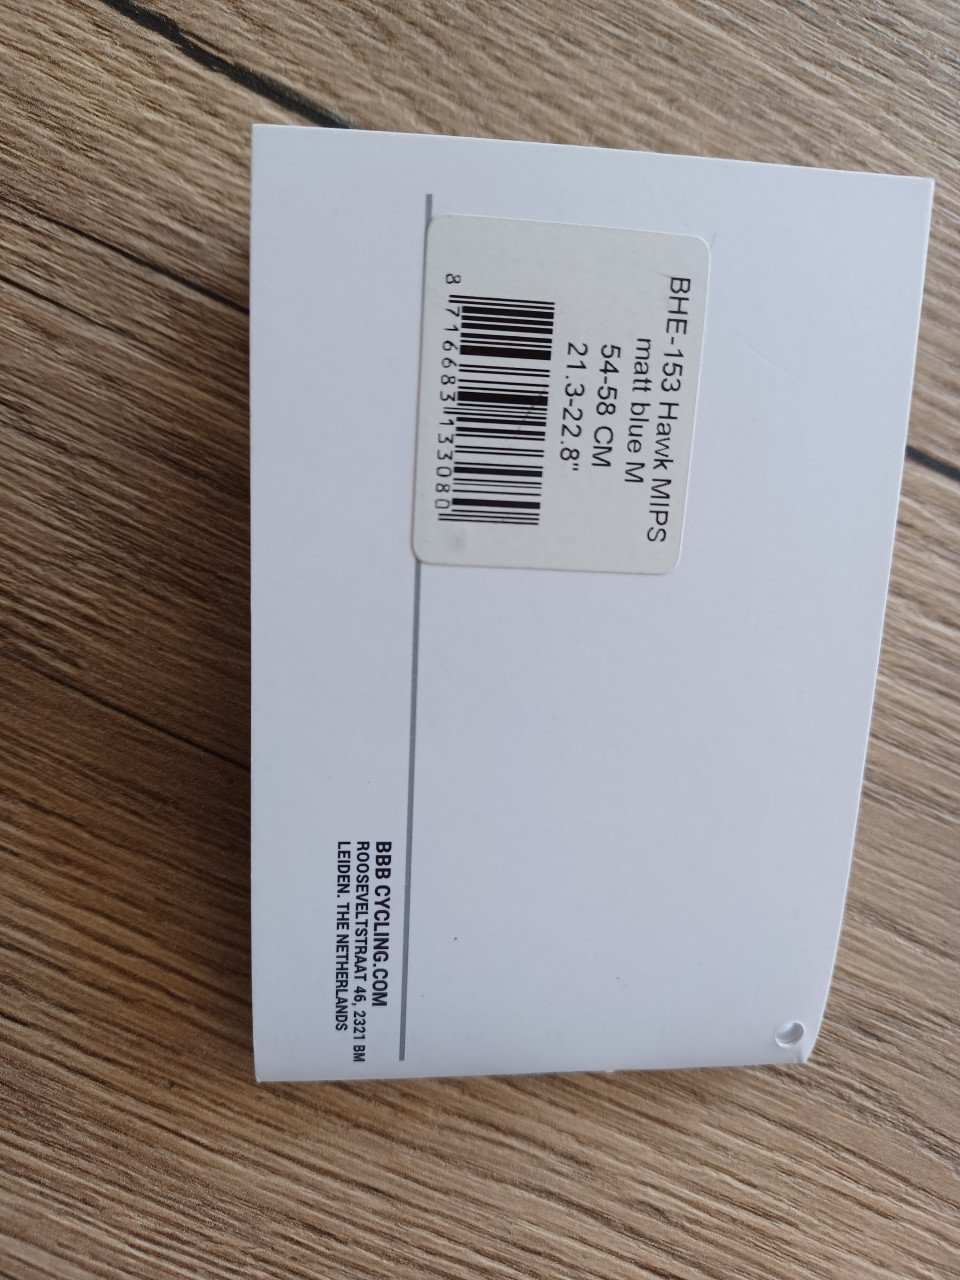 BHE-153 Hawk MIPS
matt blue M
54-58 CM
21.3-22.8"
8 716683 133080
BBB CYCLING.COM
ROOSEVELTSTRAAT 46, 2321 BM
LEIDEN. THE NETHERLANDS